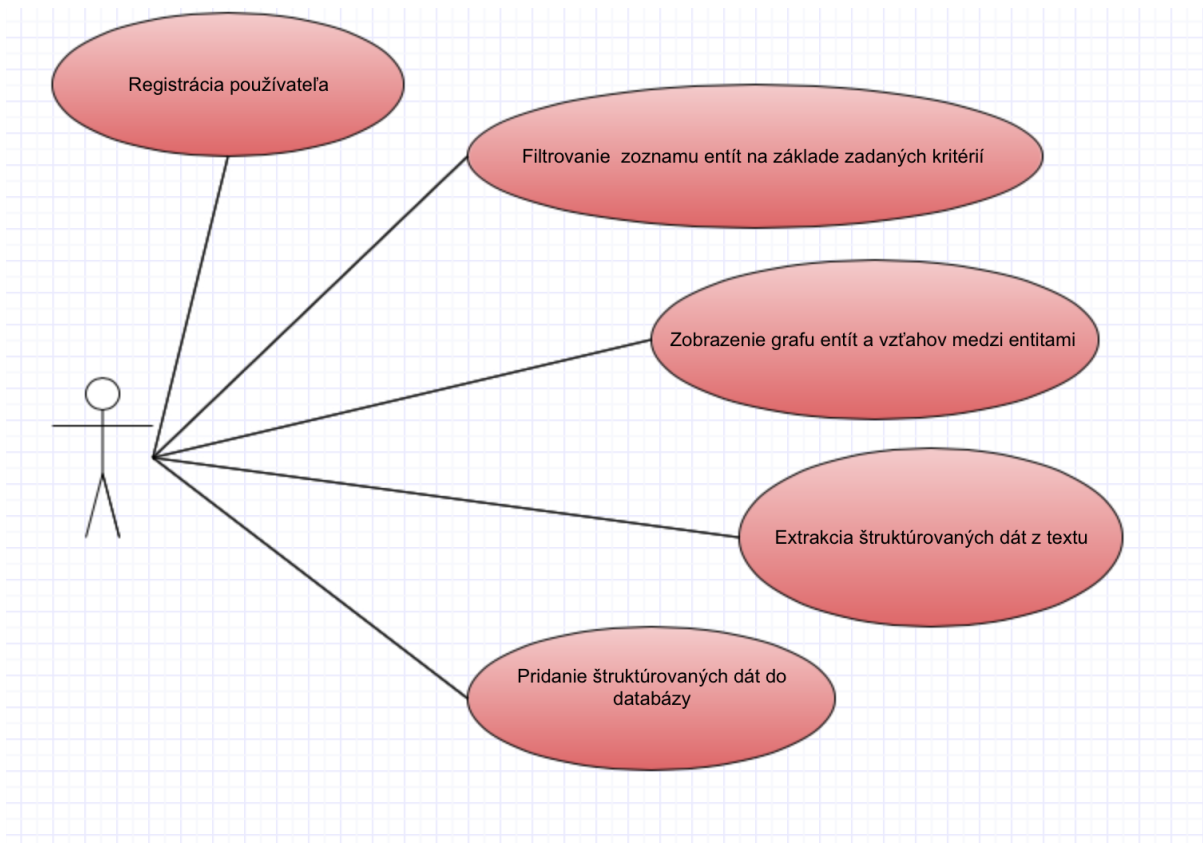 Registrácia používateľa
Filtrovanie  zoznamu entít na základe zadaných kritérií
Zobrazenie grafu entít a vzťahov medzi entitami
Extrakcia štruktúrovaných dát z textu
Pridanie štruktúrovaných dát do
databázy